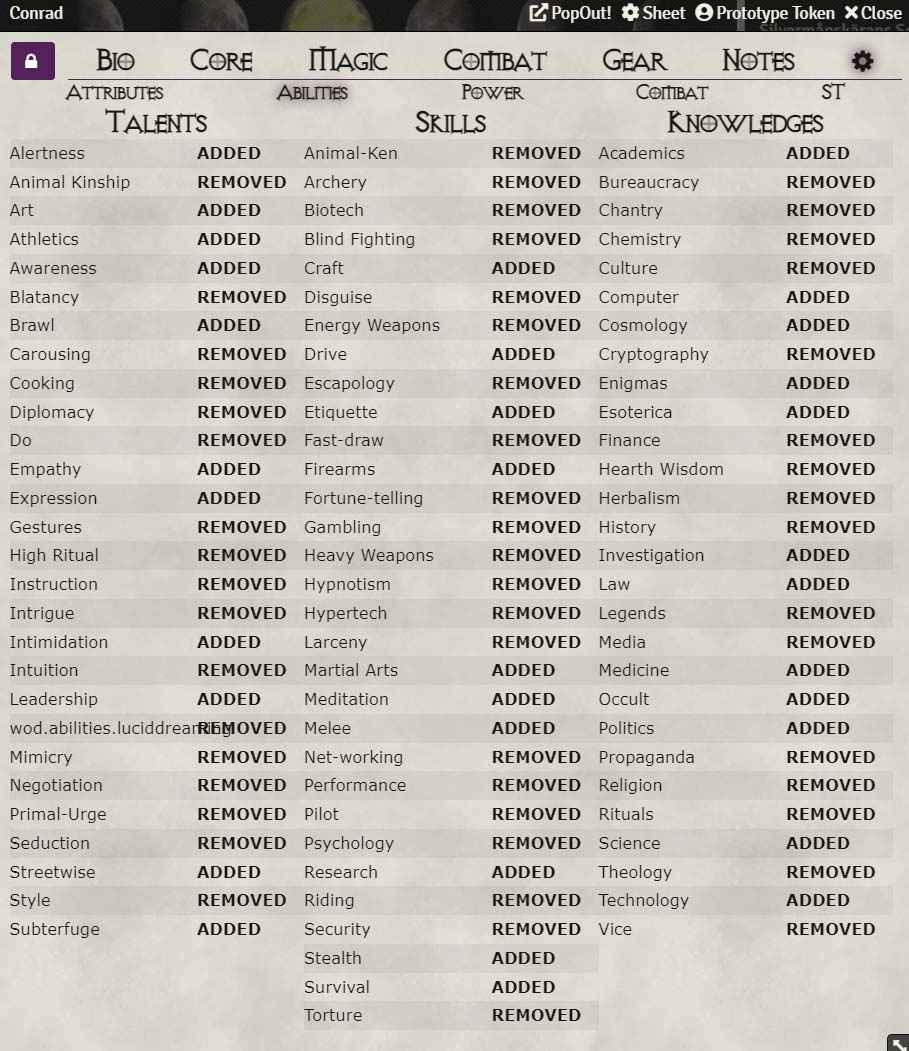 Conrad PopOut! Sheet Prototype Token Close
Bio Core Magic Combat Gear Notes
Attributes Abilities Power Combat ST
Talents Skills Knowledges
Alertness ADDED Animal-Ken REMOVED Academics ADDED
Animal Kinship REMOVED Archery REMOVED Bureaucracy REMOVED
Art ADDED Biotech REMOVED Chantry REMOVED
Athletics ADDED Blind Fighting REMOVED Chemistry REMOVED
Awareness ADDED Craft ADDED Culture REMOVED
Blatancy REMOVED Disguise REMOVED Computer ADDED
Brawl ADDED Energy Weapons REMOVED Cosmology ADDED
Carousing REMOVED Drive ADDED Cryptography REMOVED
Cooking REMOVED Escapology REMOVED Enigmas ADDED
Diplomacy REMOVED Etiquette ADDED Esoterica ADDED
Do REMOVED Fast-draw REMOVED Finance REMOVED
Empathy ADDED Firearms ADDED Hearth Wisdom REMOVED
Expression ADDED Fortune-telling REMOVED Herbalism REMOVED
Gestures REMOVED Gambling REMOVED History REMOVED
High Ritual REMOVED Heavy Weapons REMOVED Investigation ADDED
Instruction REMOVED Hypnotism REMOVED Law ADDED
Intrigue REMOVED Hypertech REMOVED Legends REMOVED
Intimidation ADDED Larceny REMOVED Media REMOVED
Intuition REMOVED Martial Arts ADDED Medicine ADDED
Leadership ADDED Meditation ADDED Occult ADDED
wod.abilities.luciddreaming REMOVED Melee ADDED Politics ADDED
Mimicry REMOVED Net-working REMOVED Propaganda REMOVED
Negotiation REMOVED Performance REMOVED Religion REMOVED
Primal-Urge REMOVED Pilot REMOVED Rituals REMOVED
Seduction REMOVED Psychology REMOVED Science ADDED
Streetwise ADDED Research ADDED Theology REMOVED
Style REMOVED Riding REMOVED Technology ADDED
Subterfuge ADDED Security REMOVED Vice REMOVED
Stealth ADDED
Survival ADDED
Torture REMOVED